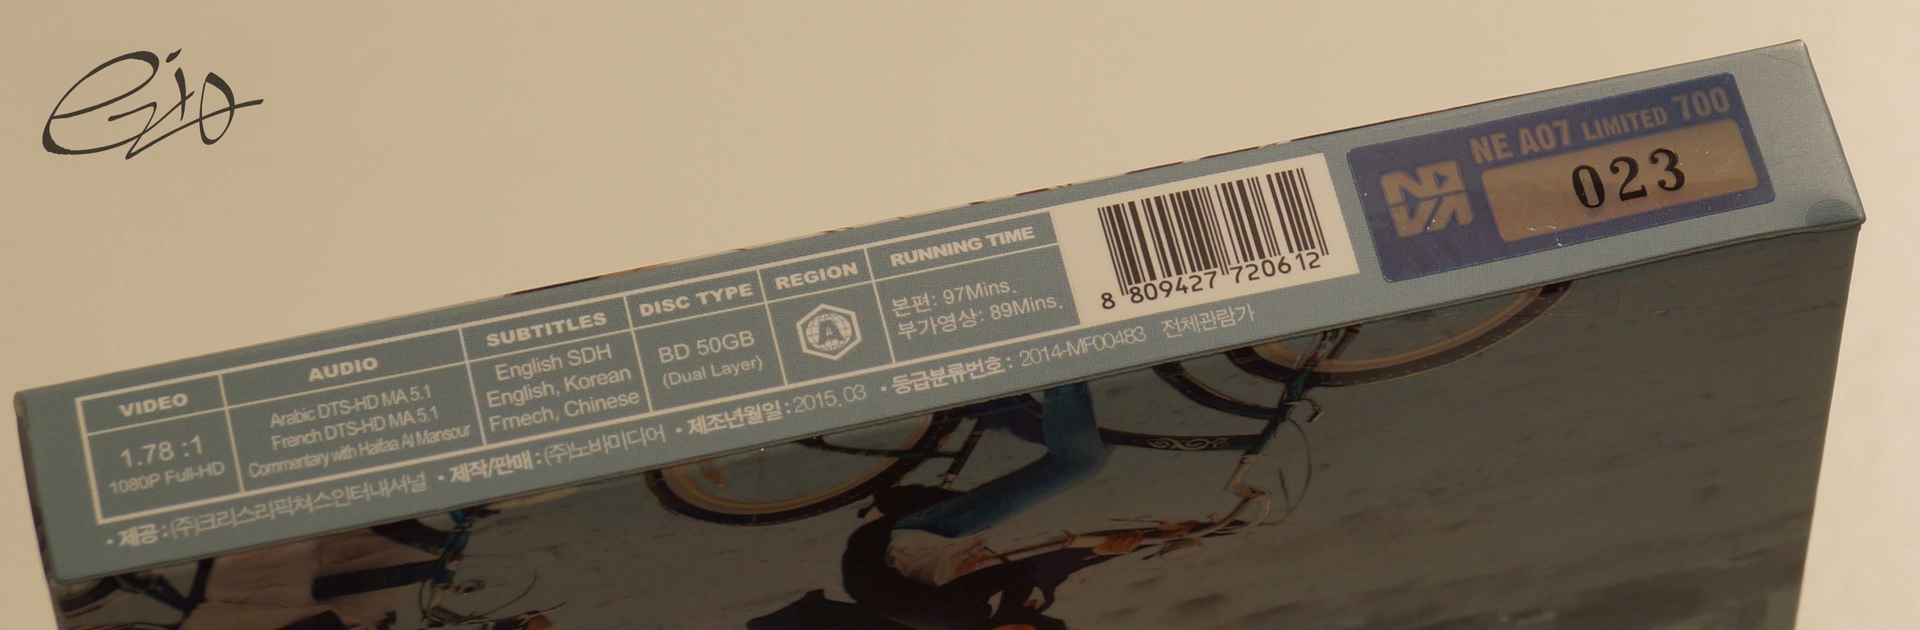 ezio
VIDEO
1.78 :1
1080P Full-HD
AUDIO
Arabic DTS-HD MA 5.1
French DTS-HD MA 5.1
Commentary with Haifaa Al Mansour
SUBTITLES
English SDH
English, Korean
Frnech, Chinese
DISC TYPE
BD 50GB
(Dual Layer)
REGION
A
RUNNING TIME
본편: 97Mins.
부가영상: 89Mins.
•제공:(주)크리스리픽쳐스인터내셔널 •제작/판매:(주)노바미디어 •제조년월일:2015. 03 •등급분류번호: 2014-MF00483 전체관람가
8 809427 720612
NOVA
NE A07 LIMITED 700
023